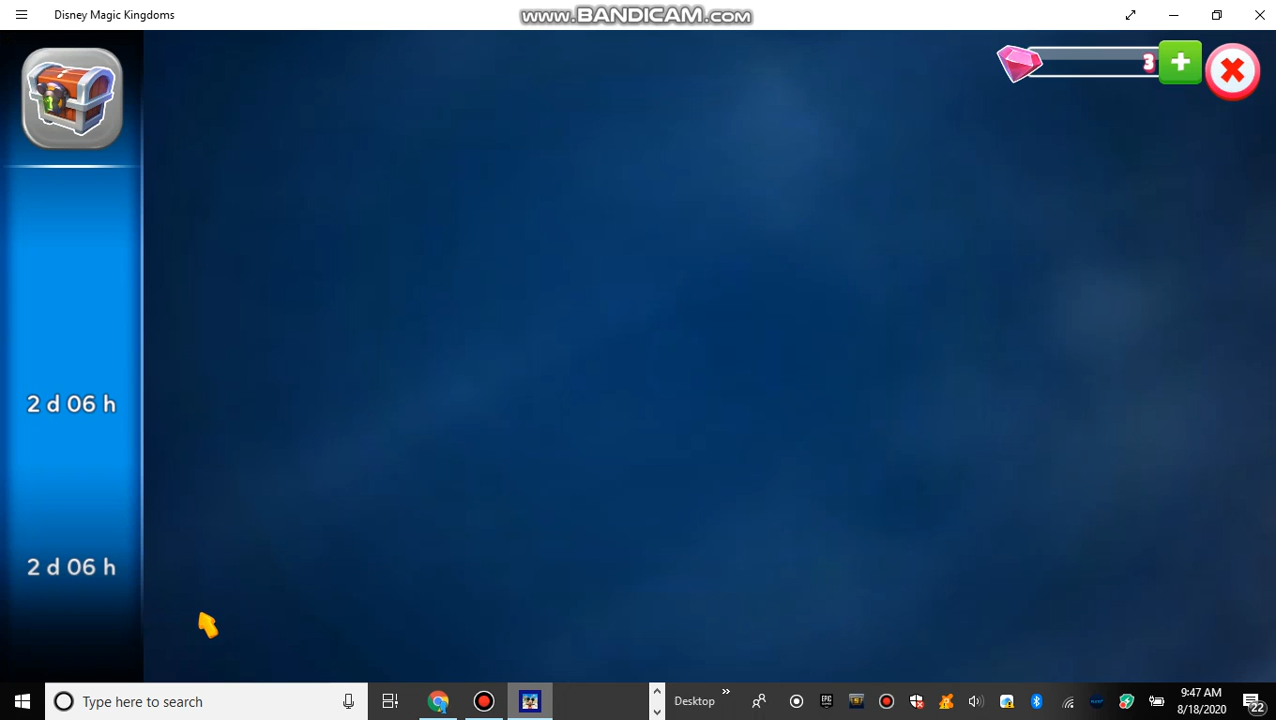 Disney Magic Kingdoms
www.BANDICAM.com
3
2 d 06 h
2 d 06 h
Type here to search
Desktop
EPIC
9:47 AM
8/18/2020
22